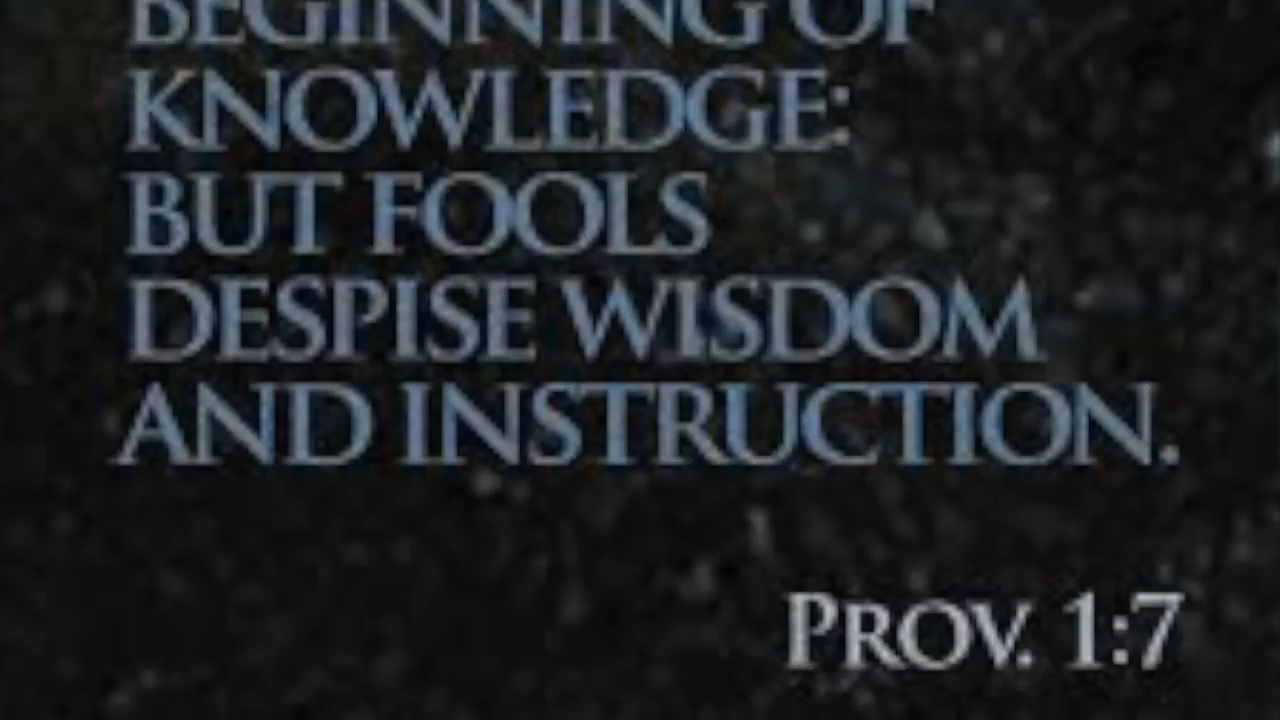 BEGINNING OF
KNOWLEDGE:
BUT FOOLS
DESPISE WISDOM
AND INSTRUCTION.
PROV. 1:7